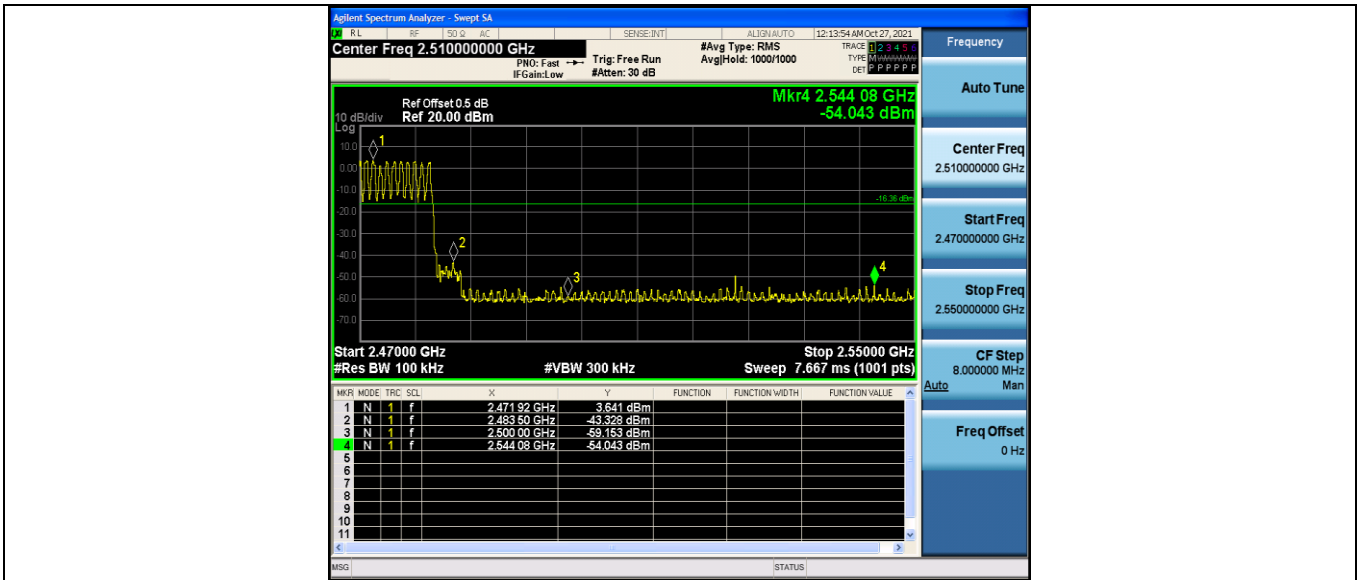 Agilent Spectrum Analyzer - Swept SA
LXI RL RF 50 Ω AC SENSE:INT ALIGNAUTO 12:13:54 AM Oct 27, 2021
Center Freq 2.510000000 GHz
PNO: Fast
IFGain:Low
Trig: Free Run
#Atten: 30 dB
#Avg Type: RMS
Avg|Hold: 1000/1000
TRACE 1 2 3 4 5 6
TYPE M
DET P P P P P P
Mkr4 2.544 08 GHz
-54.043 dBm
Ref Offset 0.5 dB
10 dB/div Ref 20.00 dBm
Log
10.0
0.00
-10.0
-20.0
-30.0
-40.0
-50.0
-60.0
-70.0
1
2
3
4
-16.36 dBm
Start 2.47000 GHz Stop 2.55000 GHz
#Res BW 100 kHz #VBW 300 kHz Sweep 7.667 ms (1001 pts)
MKR MODE TRC SCL X Y FUNCTION FUNCTION WIDTH FUNCTION VALUE
1 N 1 f 2.471 92 GHz 3.641 dBm
2 N 1 f 2.483 50 GHz -43.328 dBm
3 N 1 f 2.500 00 GHz -59.153 dBm
4 N 1 f 2.544 08 GHz -54.043 dBm
5
6
7
8
9
10
11
MSG STATUS
Frequency
Auto Tune
Center Freq
2.510000000 GHz
Start Freq
2.470000000 GHz
Stop Freq
2.550000000 GHz
CF Step
8.000000 MHz
Auto Man
Freq Offset
0 Hz